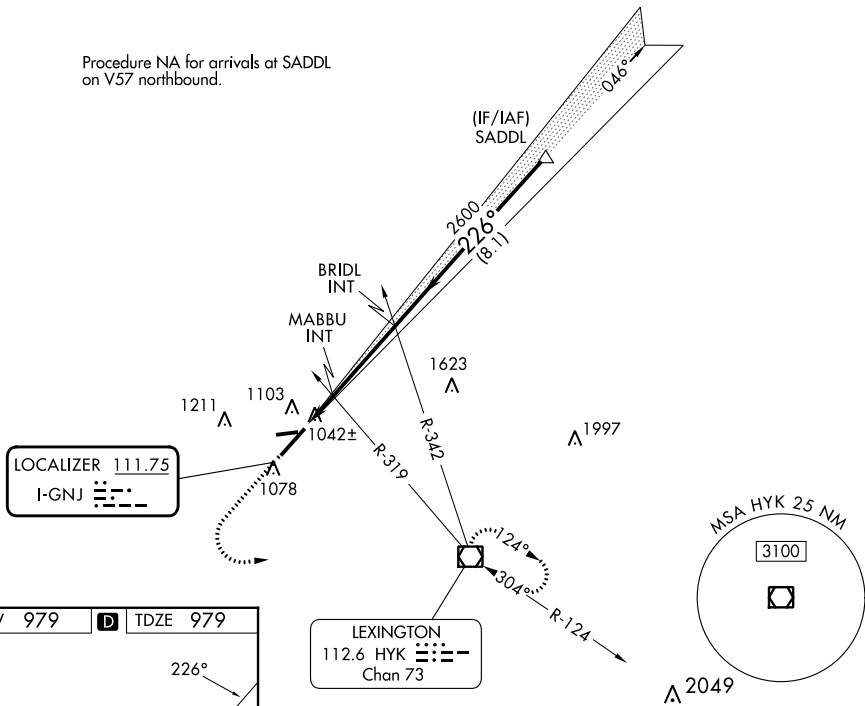 Procedure NA for arrivals at SADDL
on V57 northbound.
046°
(IF/IAF)
SADDL
2600
226°
(8.1)
BRIDL
INT
MABBU
INT
1623
1103
1211
1042±
1997
R-342
R-319
LOCALIZER 111.75
I-GNJ
1078
MSA HYK 25 NM
3100
124°
304°
R-124
LEXINGTON
112.6 HYK
Chan 73
979 D TDZE 979
226°
2049